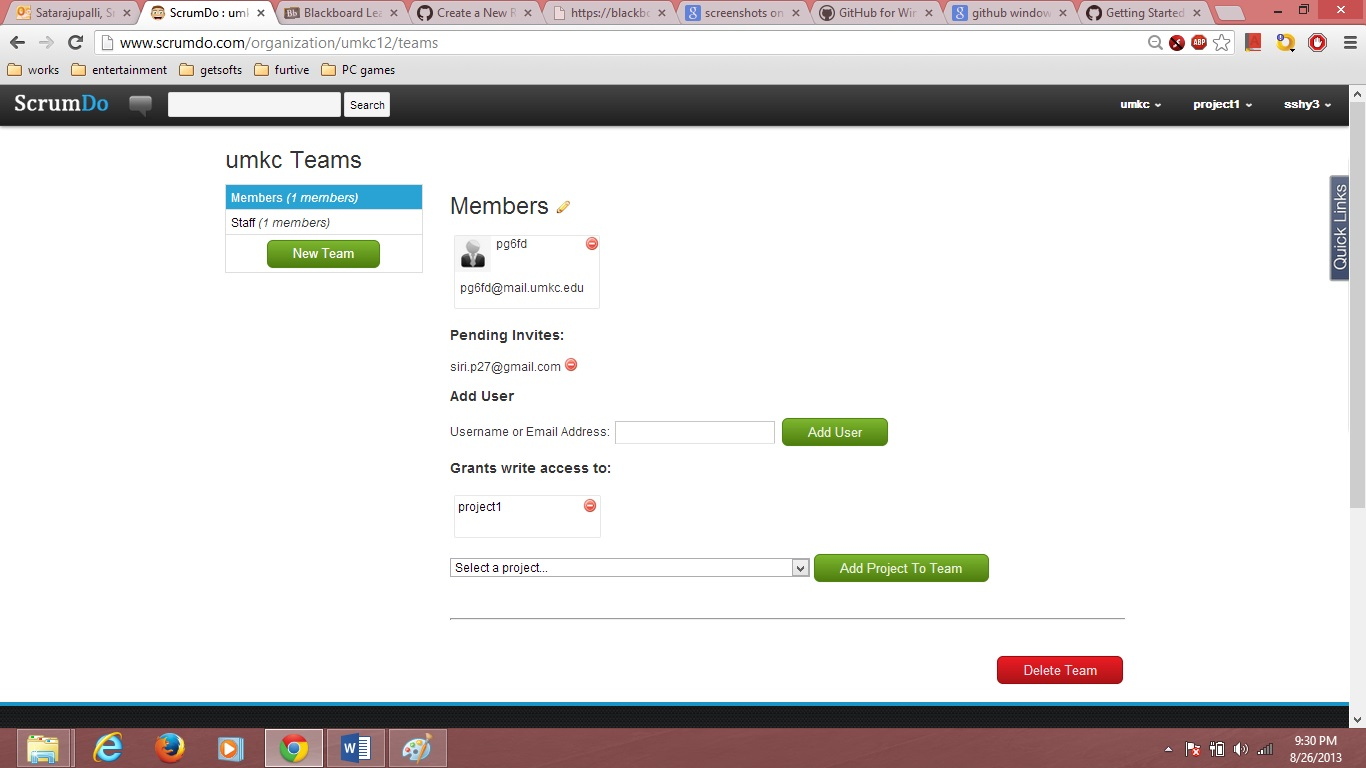 Satarajupalli, Si
ScrumDo : uml
Blackboard Lea
Create a New R
https://blackbo
screenshots on
GitHub for Win
github window
Getting Started
www.scrumdo.com/organization/umkc12/teams
ABP
works entertainment getsofts furtive PC games
ScrumDo Search umkc project1 sshy3
umkc Teams
Members (1 members)
Staff (1 members)
New Team
Members
pg6fd
pg6fd@mail.umkc.edu
Pending Invites:
siri.p27@gmail.com
Add User
Username or Email Address: Add User
Grants write access to:
project1
Select a project... Add Project To Team
Delete Team
Quick Links
9:30 PM
8/26/2013